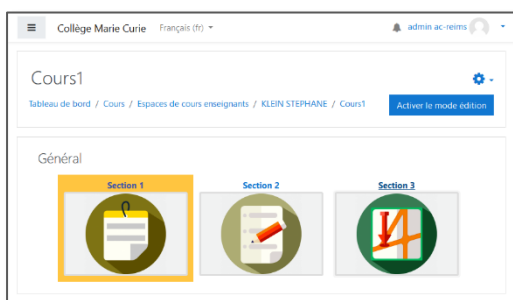 Collège Marie Curie Français (fr) admin ac-reims
Cours1
Tableau de bord / Cours / Espaces de cours enseignants / KLEIN STEPHANE / Cours1 Activer le mode édition
Général
Section 1 Section 2 Section 3